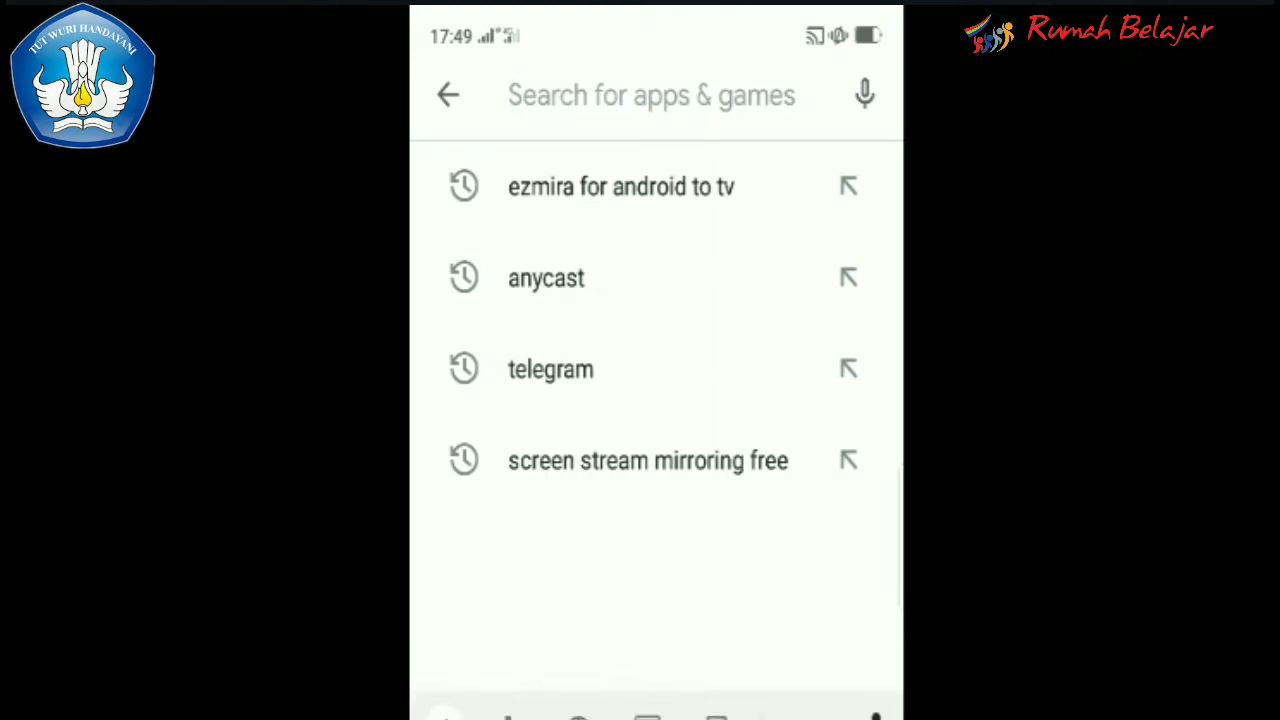 TUT WURI HANDAYANI
Rumah Belajar
17:49
Search for apps & games
ezmira for android to tv
anycast
telegram
screen stream mirroring free